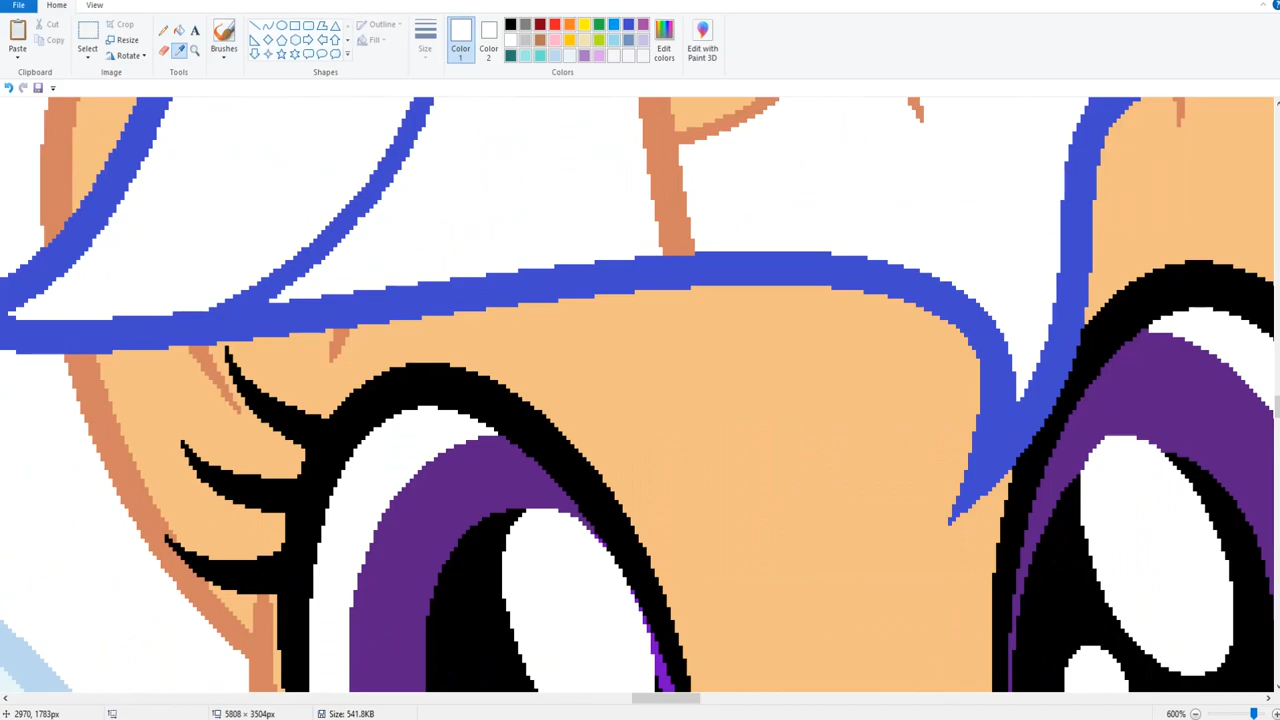 File Home View
Paste
Cut
Copy
Clipboard
Select
Crop
Resize
Rotate
Image
A
Tools
Brushes
Outline
Fill
Shapes
Size
Color 1
Color 2
Edit colors
Colors
Edit with Paint 3D
2970, 1783px
5808 × 3504px
Size: 541.8KB
600%